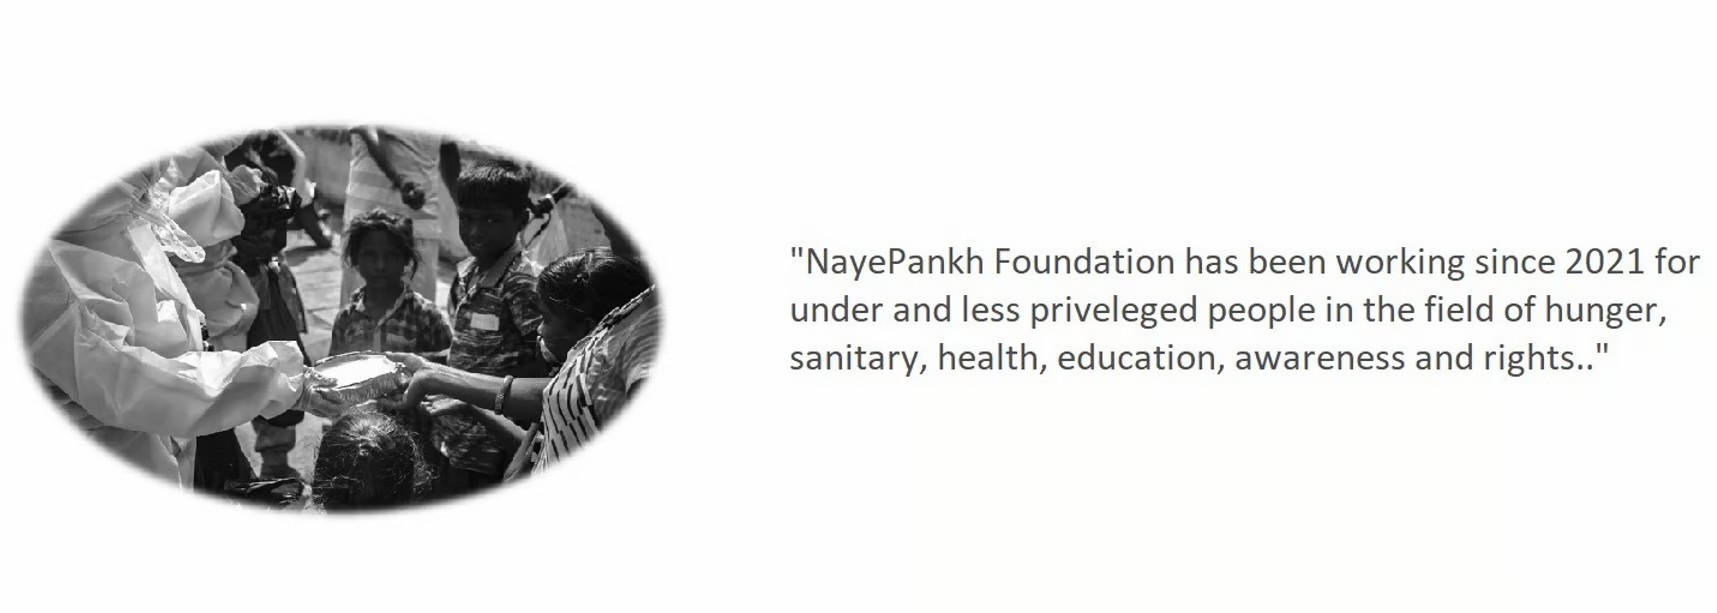 "NayePankh Foundation has been working since 2021 for
under and less priveleged people in the field of hunger,
sanitary, health, education, awareness and rights.."